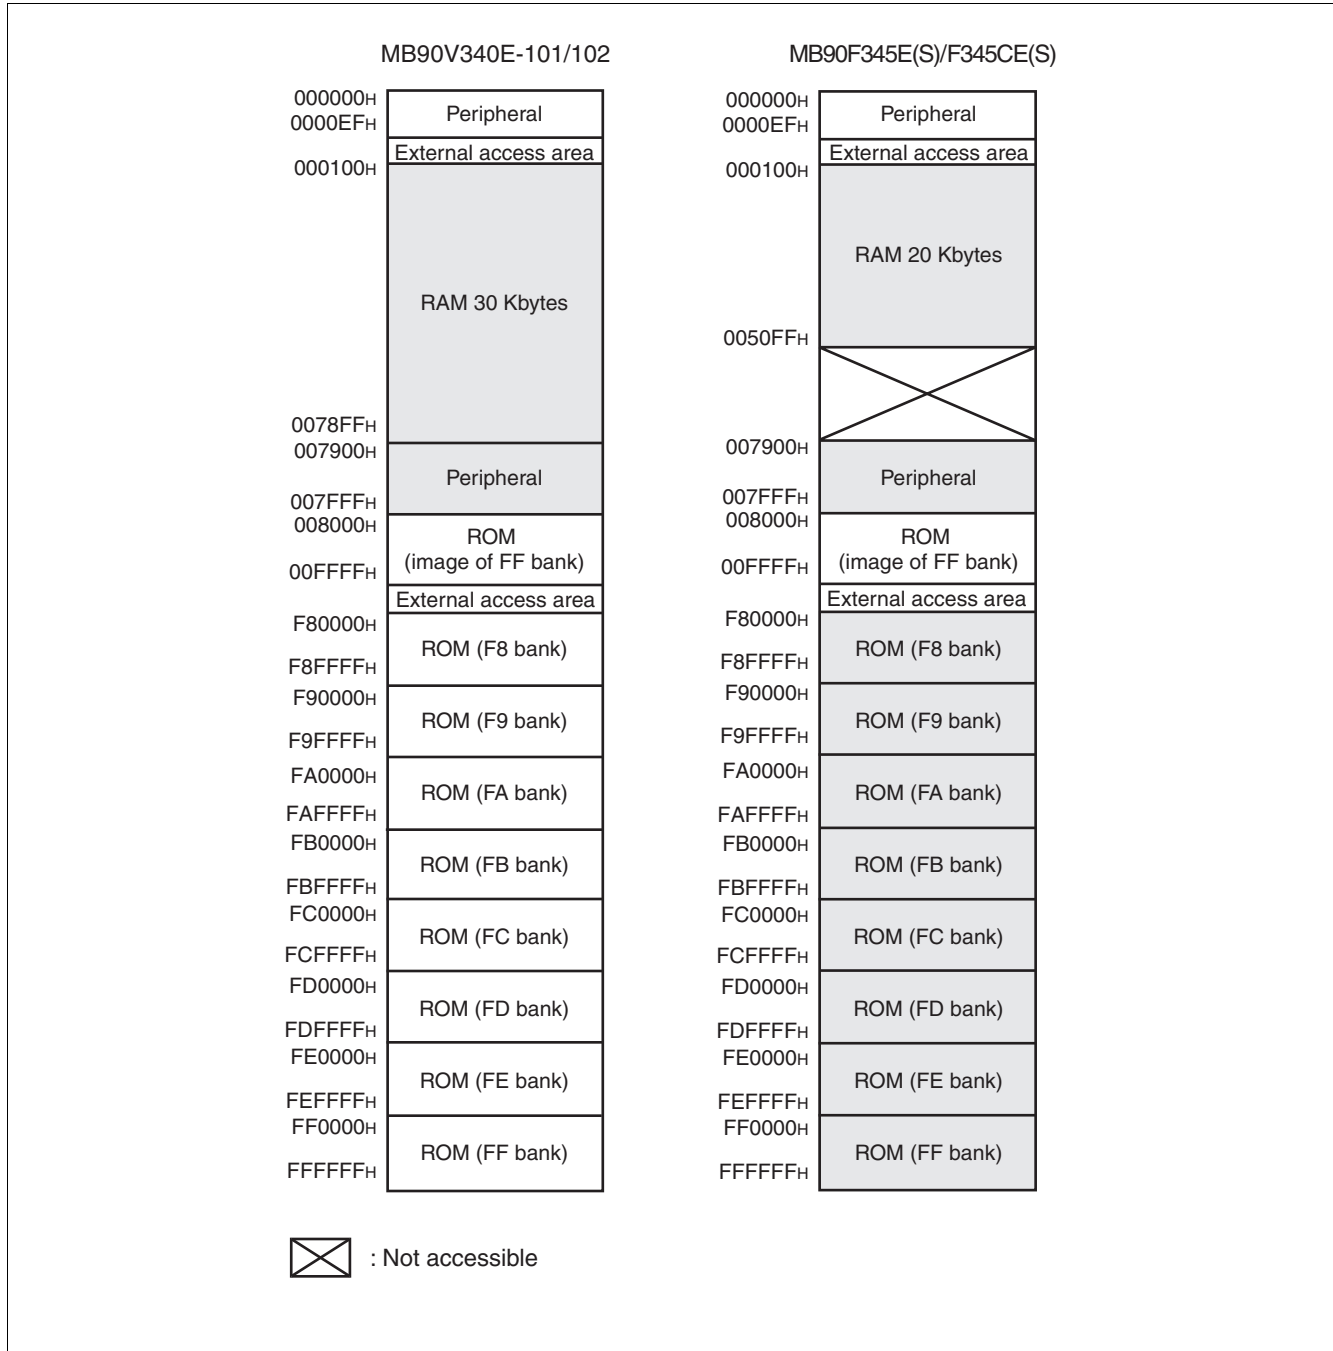 MB90V340E-101/102
000000H
0000EFH
Peripheral
External access area
000100H
RAM 30 Kbytes
0078FFH
007900H
Peripheral
007FFFH
008000H
ROM
(image of FF bank)
00FFFFH
External access area
F80000H
ROM (F8 bank)
F8FFFFH
F90000H
ROM (F9 bank)
F9FFFFH
FA0000H
ROM (FA bank)
FAFFFFH
FB0000H
ROM (FB bank)
FBFFFFH
FC0000H
ROM (FC bank)
FCFFFFH
FD0000H
ROM (FD bank)
FDFFFFH
FE0000H
ROM (FE bank)
FEFFFFH
FF0000H
ROM (FF bank)
FFFFFFH
MB90F345E(S)/F345CE(S)
000000H
0000EFH
Peripheral
External access area
000100H
RAM 20 Kbytes
0050FFH
007900H
Peripheral
007FFFH
008000H
ROM
(image of FF bank)
00FFFFH
External access area
F80000H
ROM (F8 bank)
F8FFFFH
F90000H
ROM (F9 bank)
F9FFFFH
FA0000H
ROM (FA bank)
FAFFFFH
FB0000H
ROM (FB bank)
FBFFFFH
FC0000H
ROM (FC bank)
FCFFFFH
FD0000H
ROM (FD bank)
FDFFFFH
FE0000H
ROM (FE bank)
FEFFFFH
FF0000H
ROM (FF bank)
FFFFFFH
: Not accessible